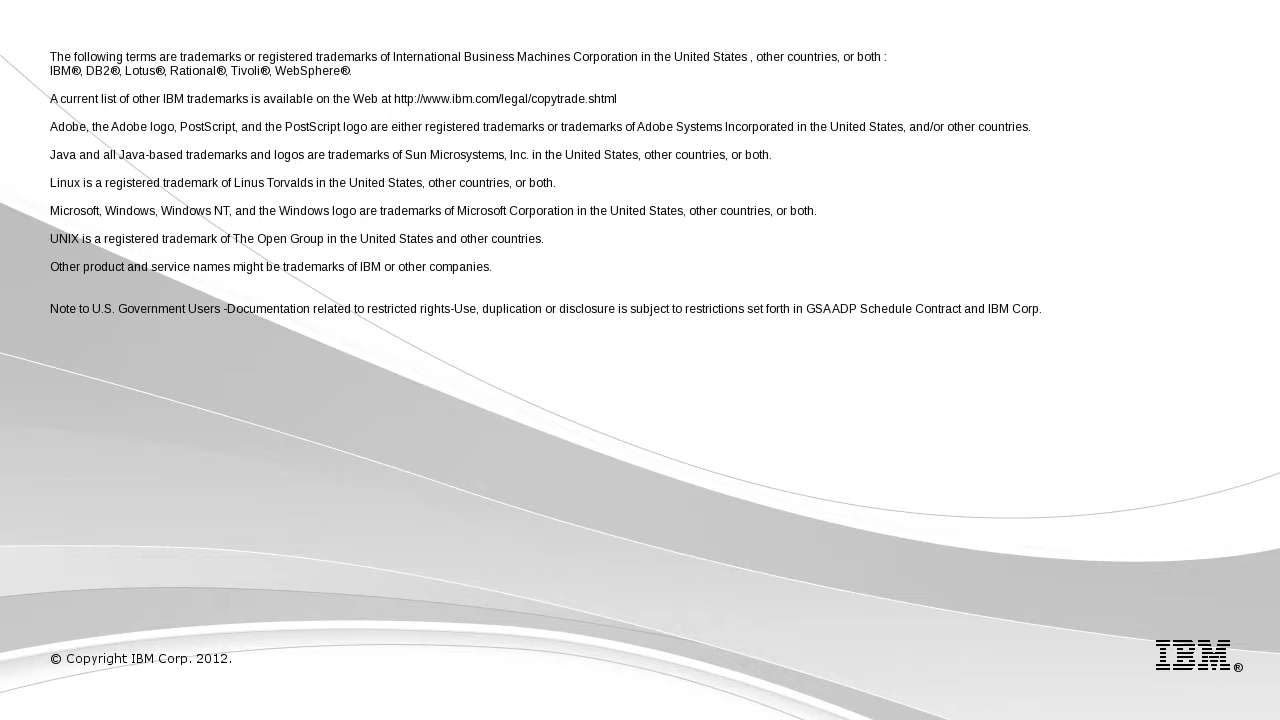 The following terms are trademarks or registered trademarks of International Business Machines Corporation in the United States , other countries, or both :
IBM®, DB2®, Lotus®, Rational®, Tivoli®, WebSphere®.
A current list of other IBM trademarks is available on the Web at http://www.ibm.com/legal/copytrade.shtml
Adobe, the Adobe logo, PostScript, and the PostScript logo are either registered trademarks or trademarks of Adobe Systems Incorporated in the United States, and/or other countries.
Java and all Java-based trademarks and logos are trademarks of Sun Microsystems, Inc. in the United States, other countries, or both.
Linux is a registered trademark of Linus Torvalds in the United States, other countries, or both.
Microsoft, Windows, Windows NT, and the Windows logo are trademarks of Microsoft Corporation in the United States, other countries, or both.
UNIX is a registered trademark of The Open Group in the United States and other countries.
Other product and service names might be trademarks of IBM or other companies.
Note to U.S. Government Users -Documentation related to restricted rights-Use, duplication or disclosure is subject to restrictions set forth in GSA ADP Schedule Contract and IBM Corp.
© Copyright IBM Corp. 2012.
IBM®